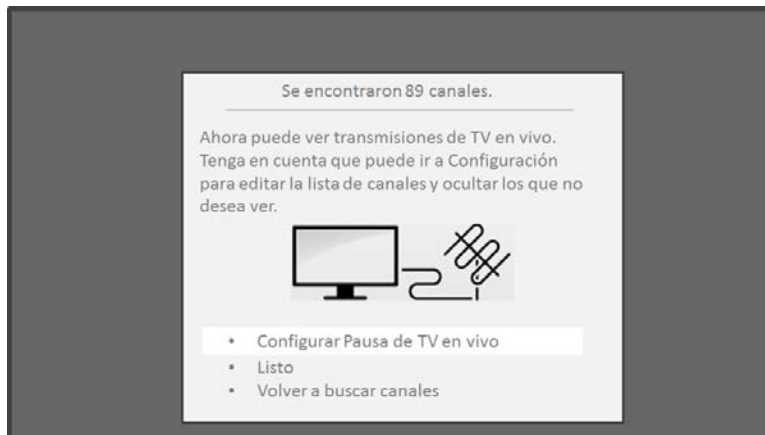 Se encontraron 89 canales.
Ahora puede ver transmisiones de TV en vivo.
Tenga en cuenta que puede ir a Configuración
para editar la lista de canales y ocultar los que no
desea ver.
• Configurar Pausa de TV en vivo
• Listo
• Volver a buscar canales